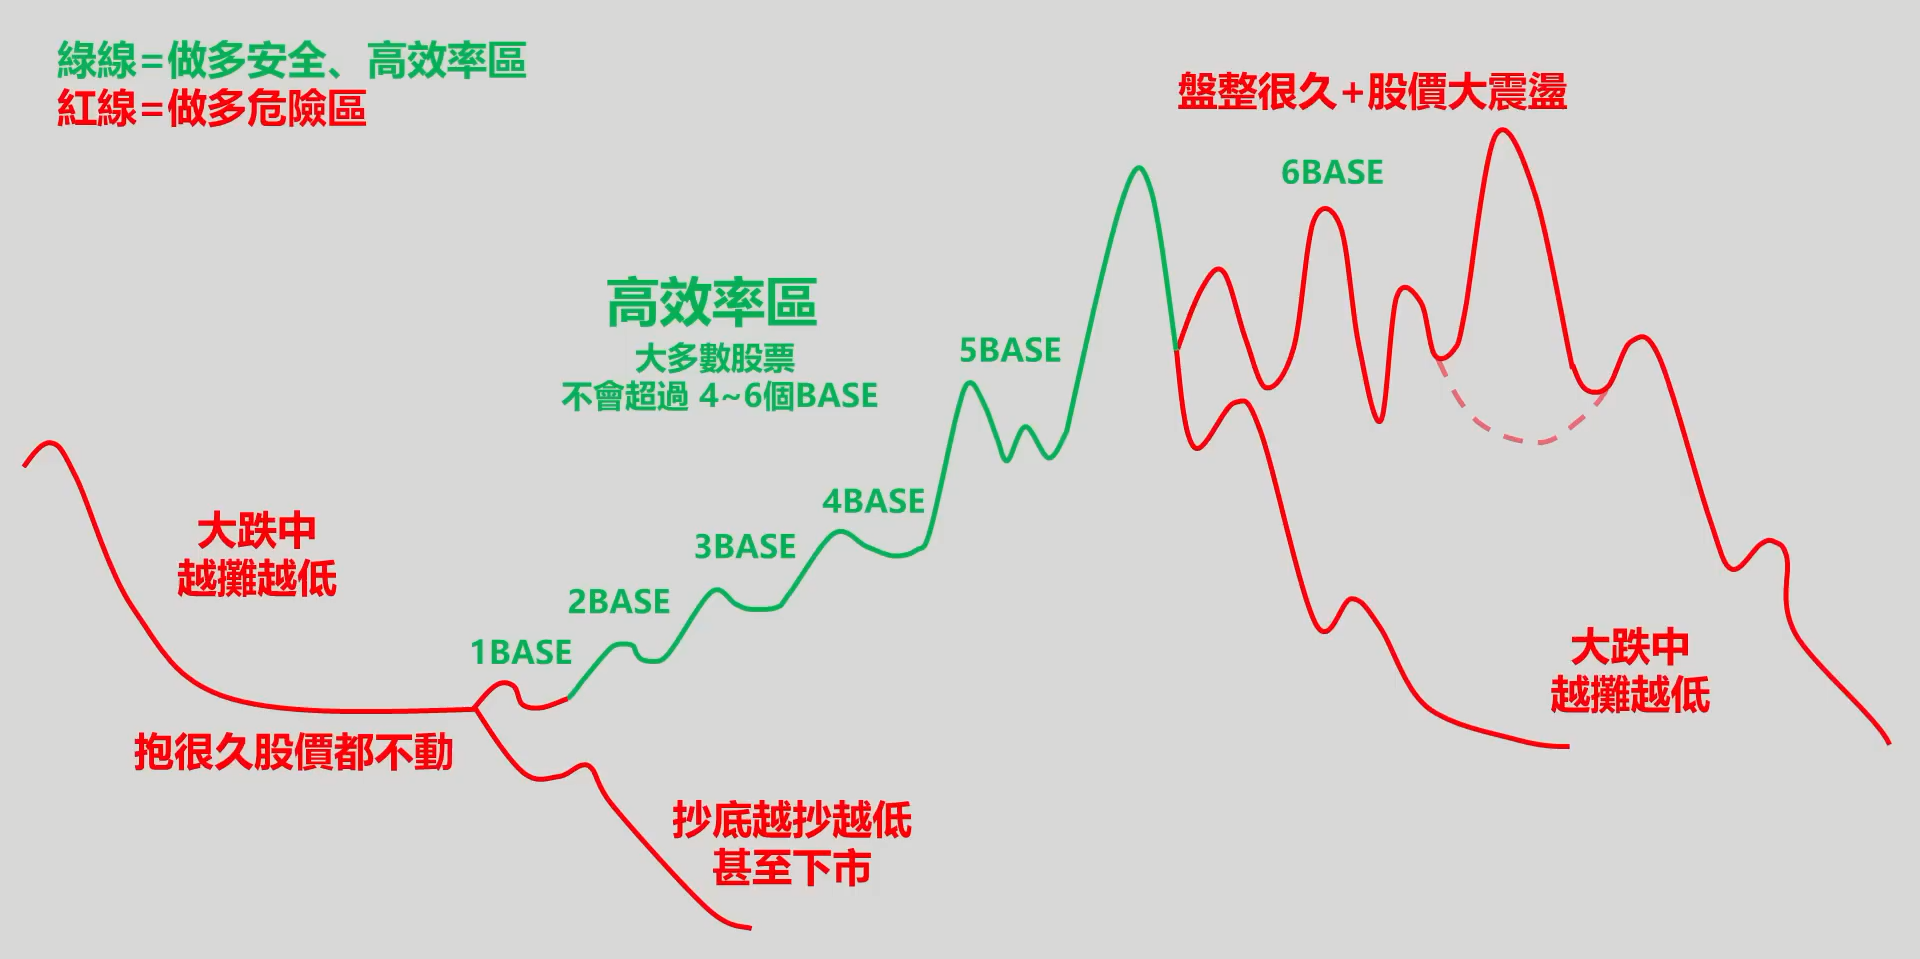 綠線=做多安全、高效率區
紅線=做多危險區
盤整很久+股價大震盪
6BASE
高效率區
大多數股票
不會超過 4~6個BASE
5BASE
4BASE
3BASE
2BASE
1BASE
大跌中
越攤越低
抱很久股價都不動
抄底越抄越低
甚至下市
大跌中
越攤越低